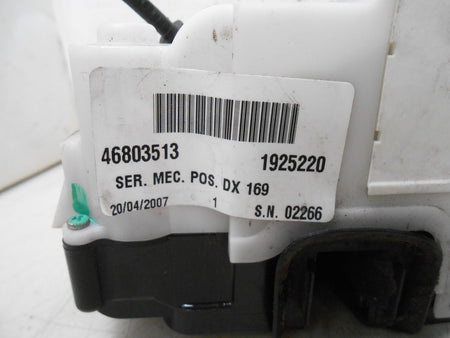 46803513 1925220
SER. MEC. POS. DX 169
20/04/2007 1 S.N. 02266